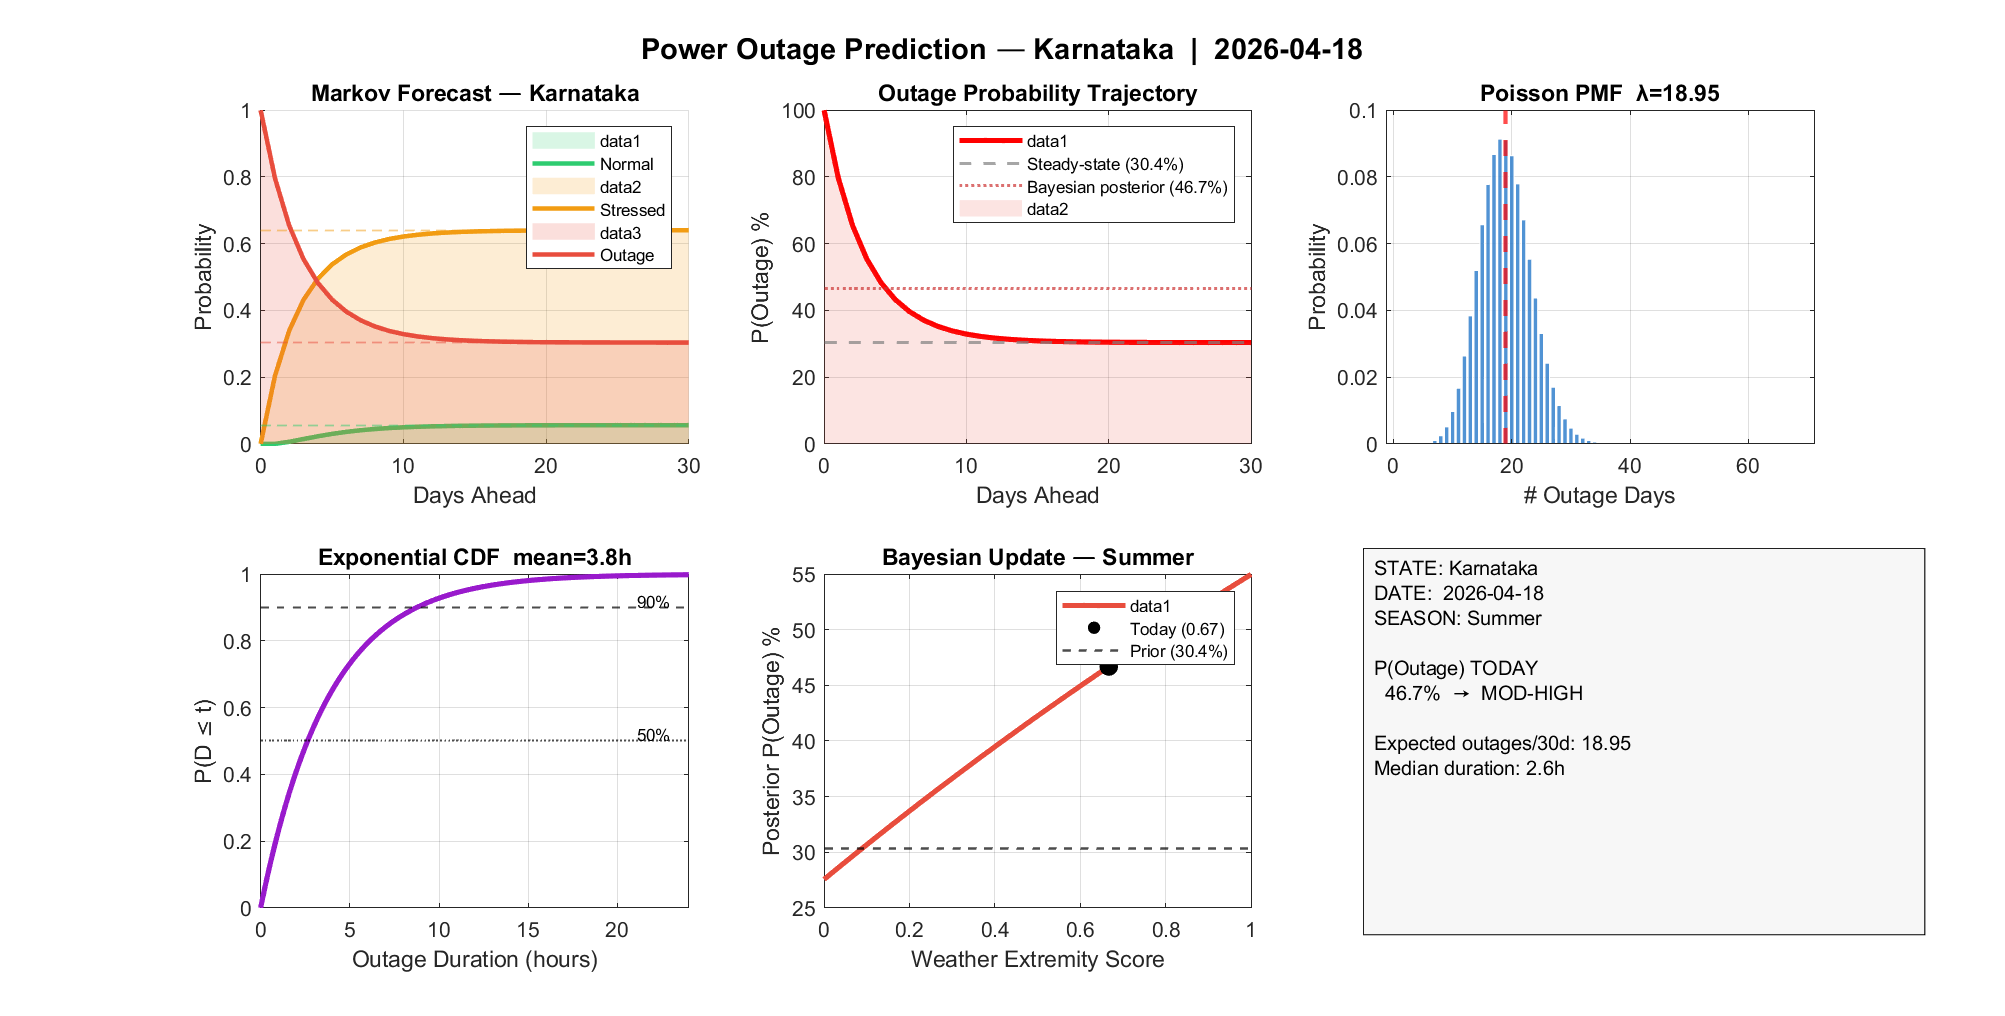 Power Outage Prediction — Karnataka | 2026-04-18
Markov Forecast — Karnataka
1
0.8
0.6
0.4
0.2
0
0
10
20
30
Probability
Days Ahead
data1
Normal
data2
Stressed
data3
Outage
Outage Probability Trajectory
100
80
60
40
20
0
0
10
20
30
P(Outage) %
Days Ahead
data1
Steady-state (30.4%)
Bayesian posterior (46.7%)
data2
Poisson PMF λ=18.95
0.1
0.08
0.06
0.04
0.02
0
0
20
40
60
Probability
# Outage Days
Exponential CDF mean=3.8h
1
0.8
0.6
0.4
0.2
0
0
5
10
15
20
P(D ≤ t)
Outage Duration (hours)
90%
50%
Bayesian Update — Summer
55
50
45
40
35
30
25
0
0.2
0.4
0.6
0.8
1
Posterior P(Outage) %
Weather Extremity Score
data1
Today (0.67)
Prior (30.4%)
STATE: Karnataka
DATE: 2026-04-18
SEASON: Summer
P(Outage) TODAY
46.7% → MOD-HIGH
Expected outages/30d: 18.95
Median duration: 2.6h